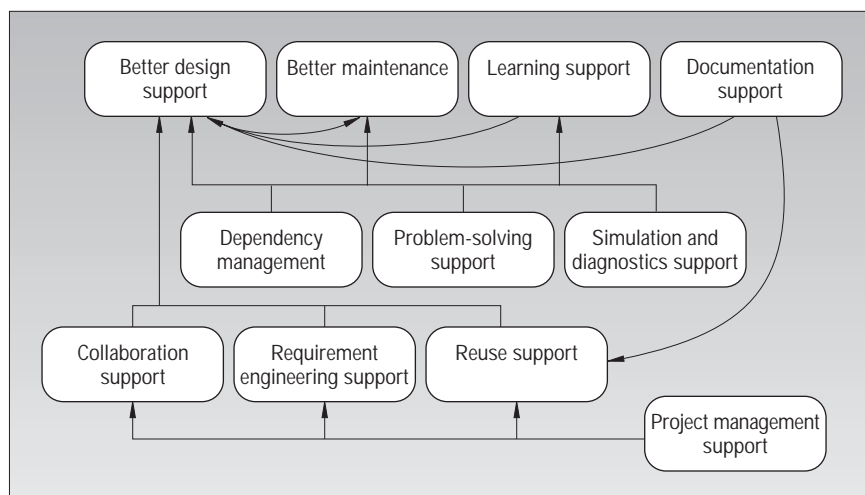 Better design
support
Better maintenance
Learning support
Documentation
support
Dependency
management
Problem-solving
support
Simulation and
diagnostics support
Collaboration
support
Requirement
engineering support
Reuse support
Project management
support